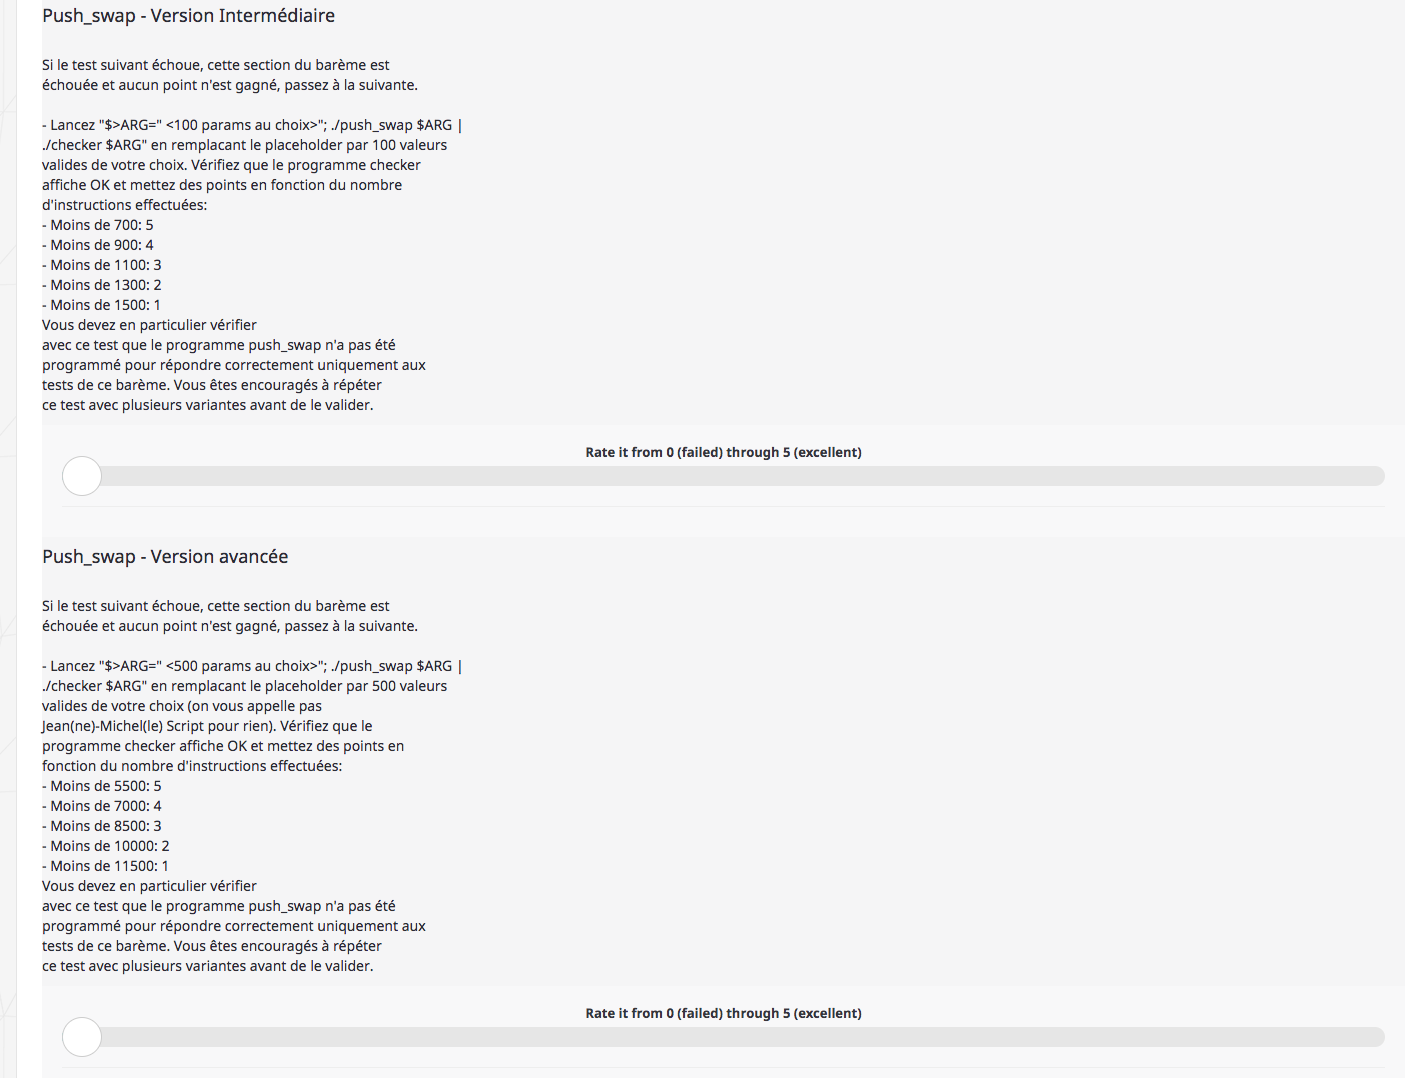 Push_swap - Version Intermédiaire
Si le test suivant échoue, cette section du barème est
échouée et aucun point n'est gagné, passez à la suivante.
- Lancez "$>ARG=" <100 params au choix>"; ./push_swap $ARG |
./checker $ARG" en remplacant le placeholder par 100 valeurs
valides de votre choix. Vérifiez que le programme checker
affiche OK et mettez des points en fonction du nombre
d'instructions effectuées:
- Moins de 700: 5
- Moins de 900: 4
- Moins de 1100: 3
- Moins de 1300: 2
- Moins de 1500: 1
Vous devez en particulier vérifier
avec ce test que le programme push_swap n'a pas été
programmé pour répondre correctement uniquement aux
tests de ce barème. Vous êtes encouragés à répéter
ce test avec plusieurs variantes avant de le valider.
Rate it from 0 (failed) through 5 (excellent)
Push_swap - Version avancée
Si le test suivant échoue, cette section du barème est
échouée et aucun point n'est gagné, passez à la suivante.
- Lancez "$>ARG=" <500 params au choix>"; ./push_swap $ARG |
./checker $ARG" en remplacant le placeholder par 500 valeurs
valides de votre choix (on vous appelle pas
Jean(ne)-Michel(le) Script pour rien). Vérifiez que le
programme checker affiche OK et mettez des points en
fonction du nombre d'instructions effectuées:
- Moins de 5500: 5
- Moins de 7000: 4
- Moins de 8500: 3
- Moins de 10000: 2
- Moins de 11500: 1
Vous devez en particulier vérifier
avec ce test que le programme push_swap n'a pas été
programmé pour répondre correctement uniquement aux
tests de ce barème. Vous êtes encouragés à répéter
ce test avec plusieurs variantes avant de le valider.
Rate it from 0 (failed) through 5 (excellent)